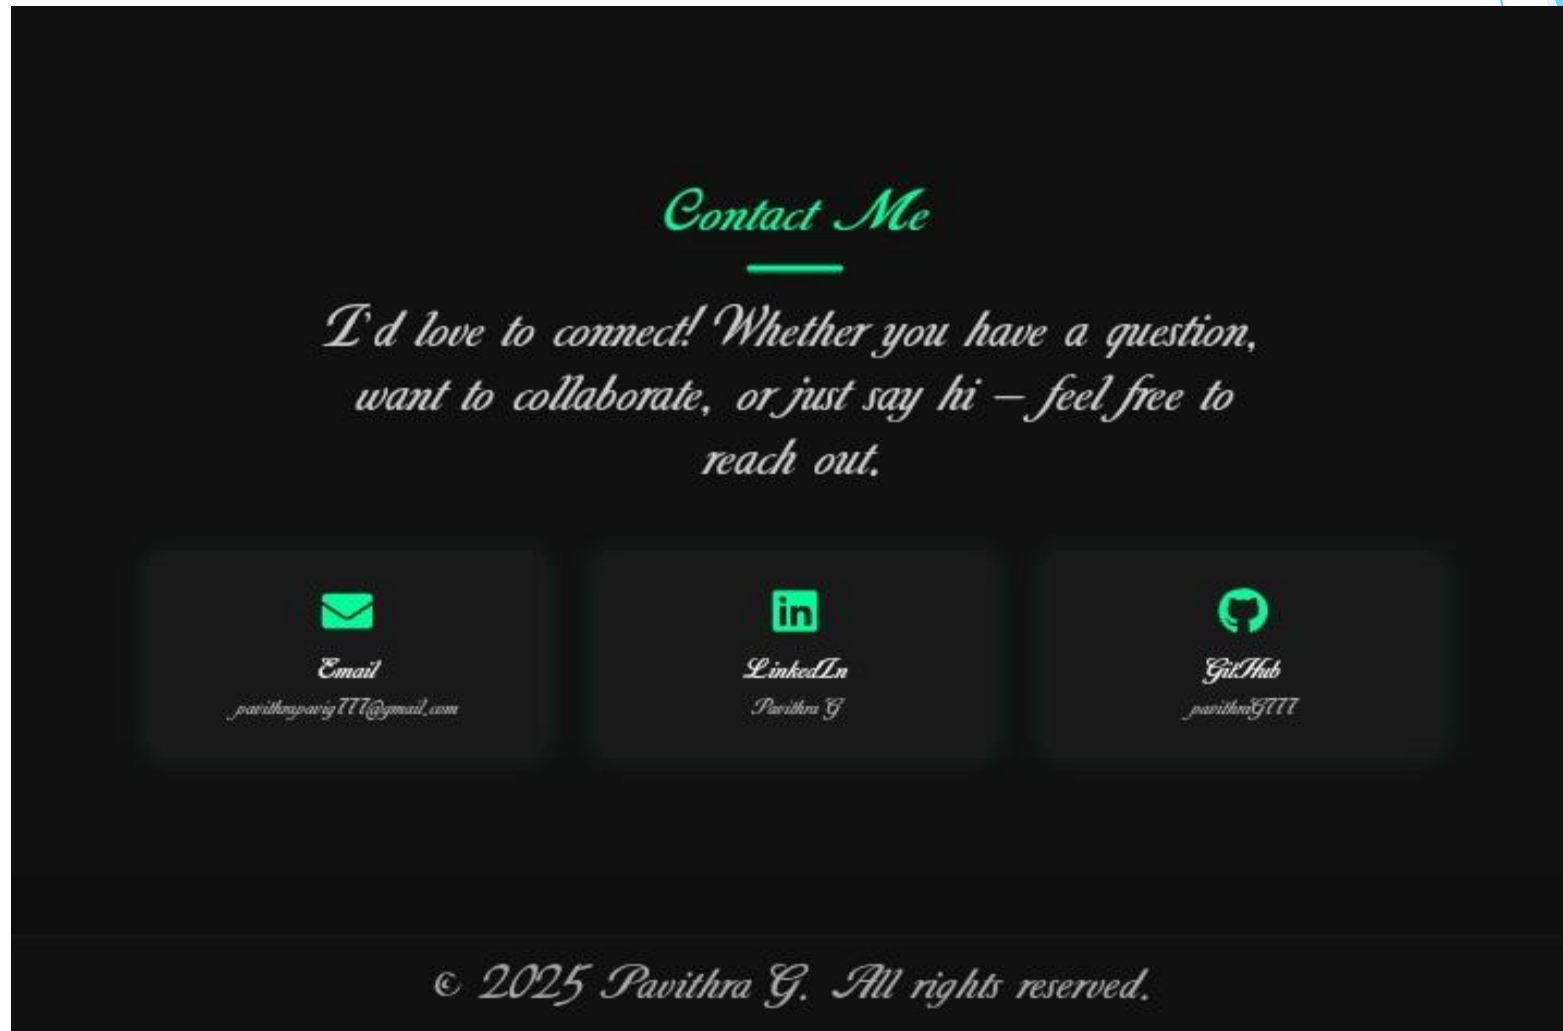 Contact Me
I'd love to connect! Whether you have a question,
want to collaborate, or just say hi – feel free to
reach out.
in
Email
LinkedIn
GitHub
pavithrapavig777@gmail.com
Pavithra G
pavithraG777
© 2025 Pavithra G. All rights reserved.